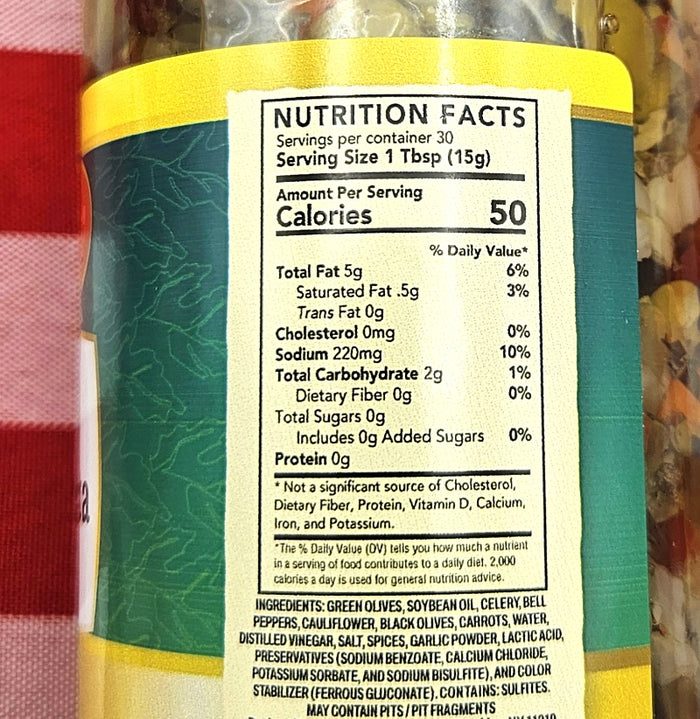 NUTRITION FACTS
Servings per container 30
Serving Size 1 Tbsp (15g)
Amount Per Serving
Calories 50
% Daily Value*
Total Fat 5g 6%
Saturated Fat .5g 3%
Trans Fat 0g
Cholesterol 0mg 0%
Sodium 220mg 10%
Total Carbohydrate 2g 1%
Dietary Fiber 0g 0%
Total Sugars 0g
Includes 0g Added Sugars 0%
Protein 0g
* Not a significant source of Cholesterol,
Dietary Fiber, Protein, Vitamin D, Calcium,
Iron, and Potassium.
*The % Daily Value (DV) tells you how much a nutrient
in a serving of food contributes to a daily diet. 2,000
calories a day is used for general nutrition advice.
INGREDIENTS: GREEN OLIVES, SOYBEAN OIL, CELERY, BELL
PEPPERS, CAULIFLOWER, BLACK OLIVES, CARROTS, WATER,
DISTILLED VINEGAR, SALT, SPICES, GARLIC POWDER, LACTIC ACID,
PRESERVATIVES (SODIUM BENZOATE, CALCIUM CHLORIDE,
POTASSIUM SORBATE, AND SODIUM BISULFITE), AND COLOR
STABILIZER (FERROUS GLUCONATE). CONTAINS: SULFITES.
MAY CONTAIN PITS / PIT FRAGMENTS